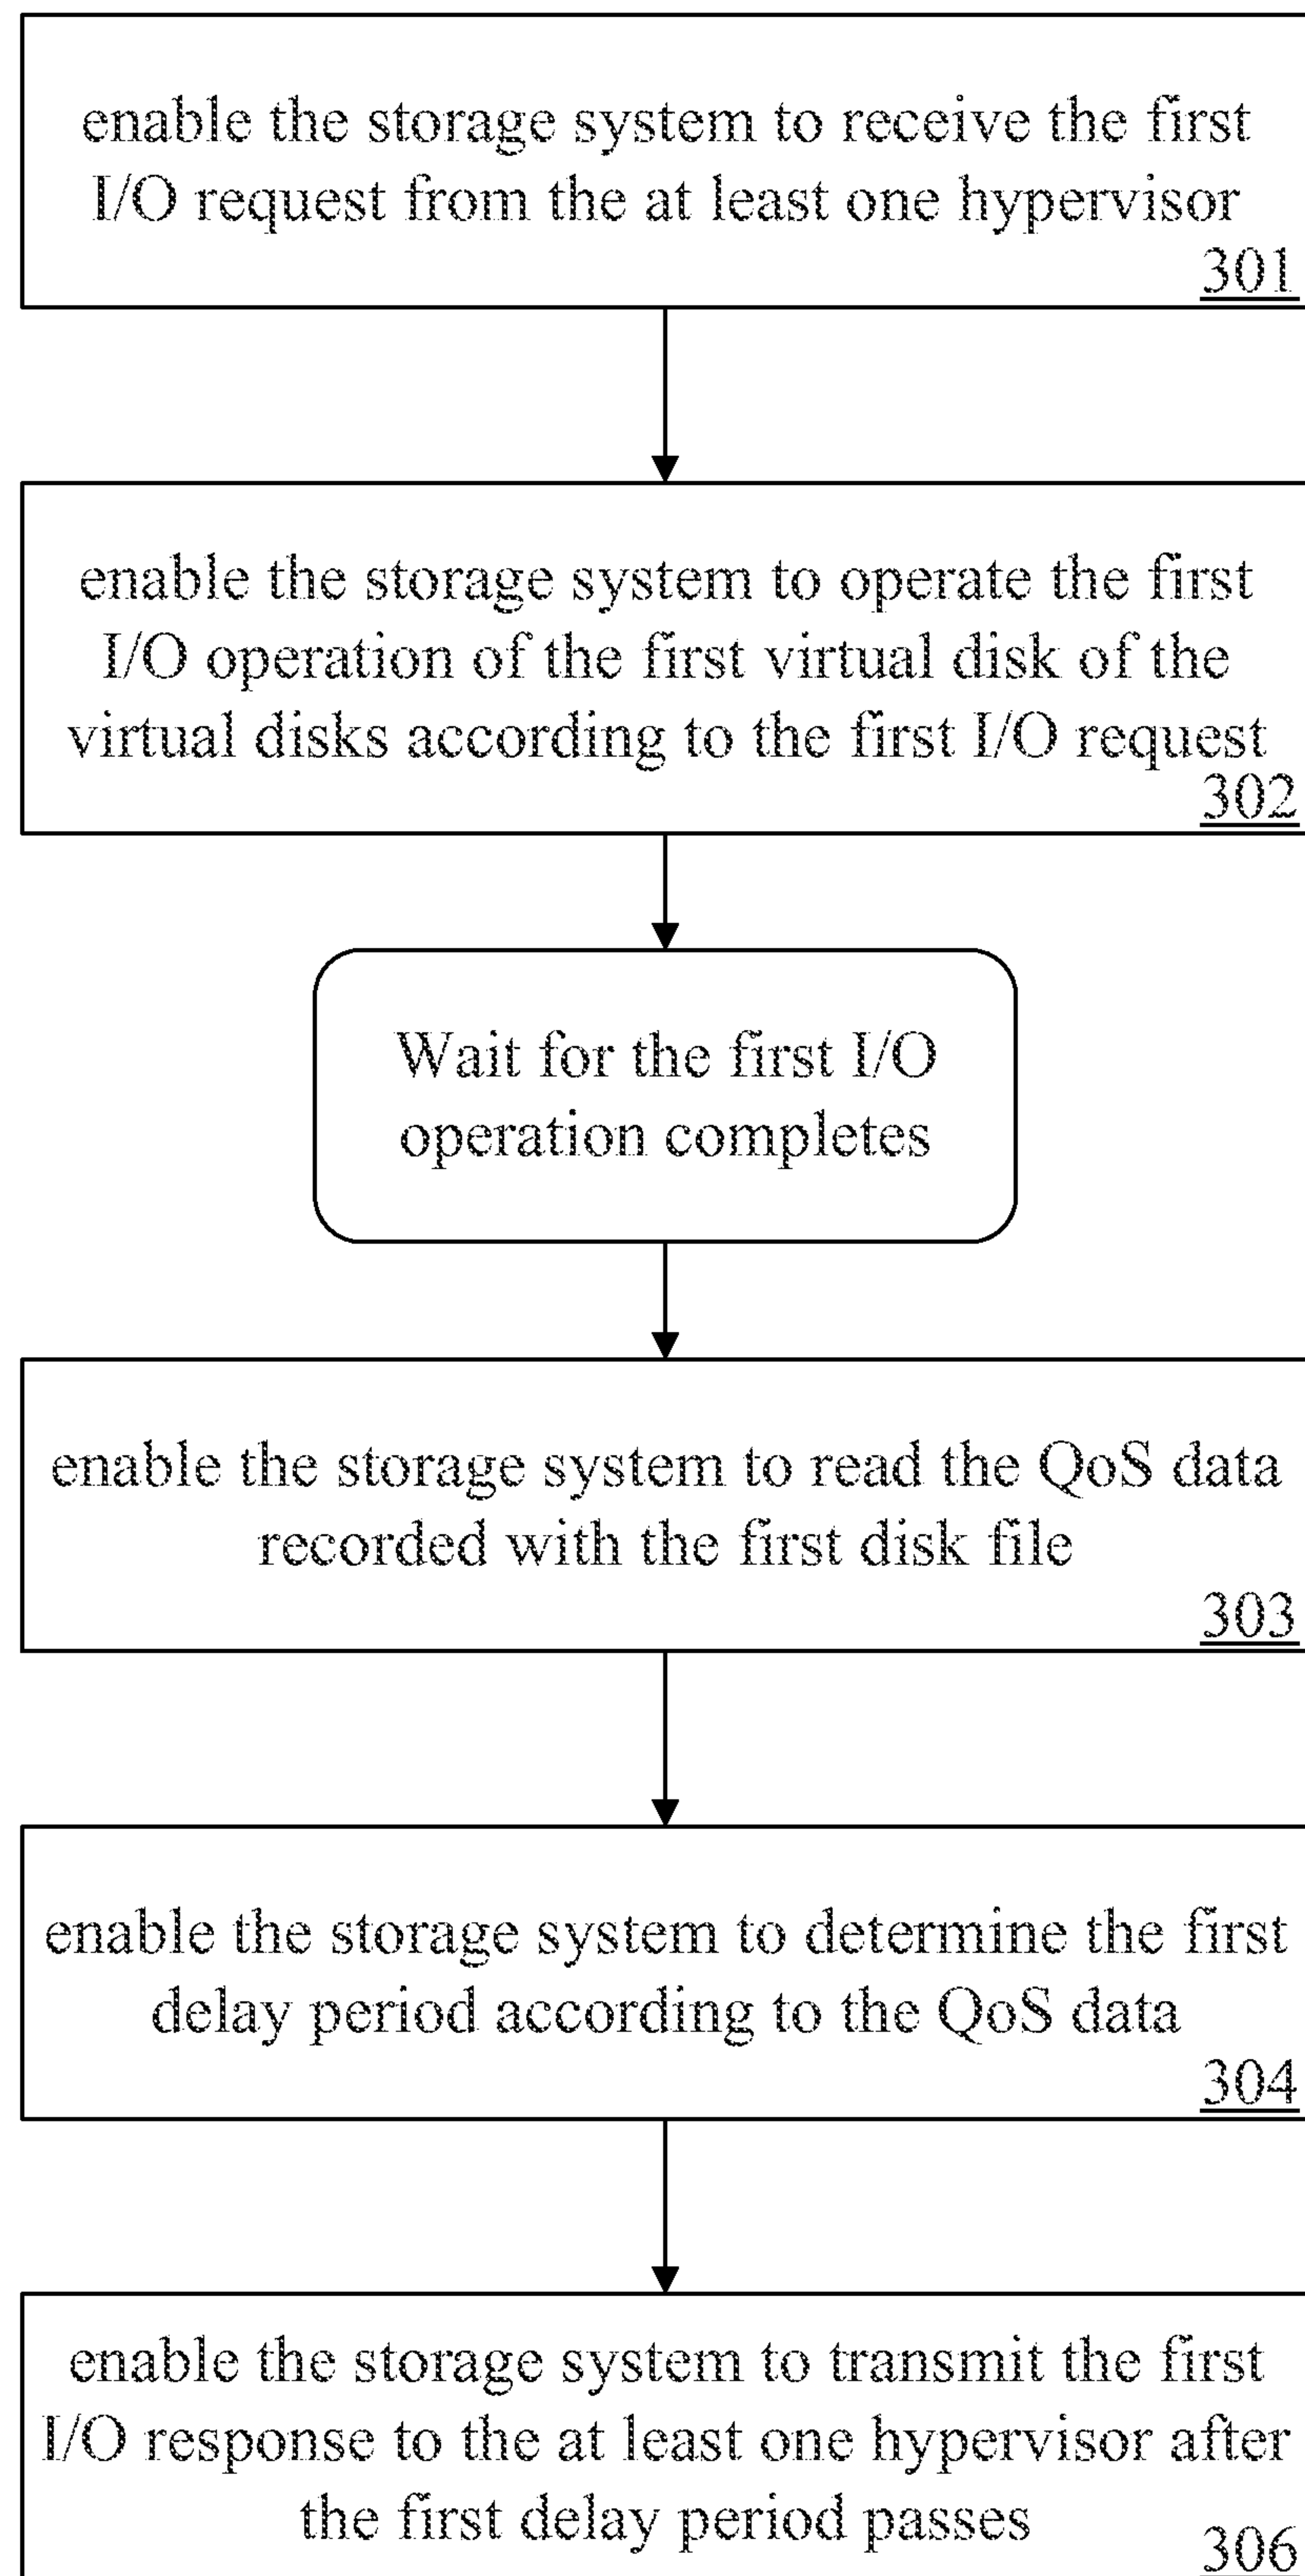 enable the storage system to receive the first
I/O request from the at least one hypervisor
301
enable the storage system to operate the first
I/O operation of the first virtual disk of the
virtual disks according to the first I/O request
302
Wait for the first I/O
operation completes
enable the storage system to read the QoS data
recorded with the first disk file
303
enable the storage system to determine the first
delay period according to the QoS data
304
enable the storage system to transmit the first
I/O response to the at least one hypervisor after
the first delay period passes
306